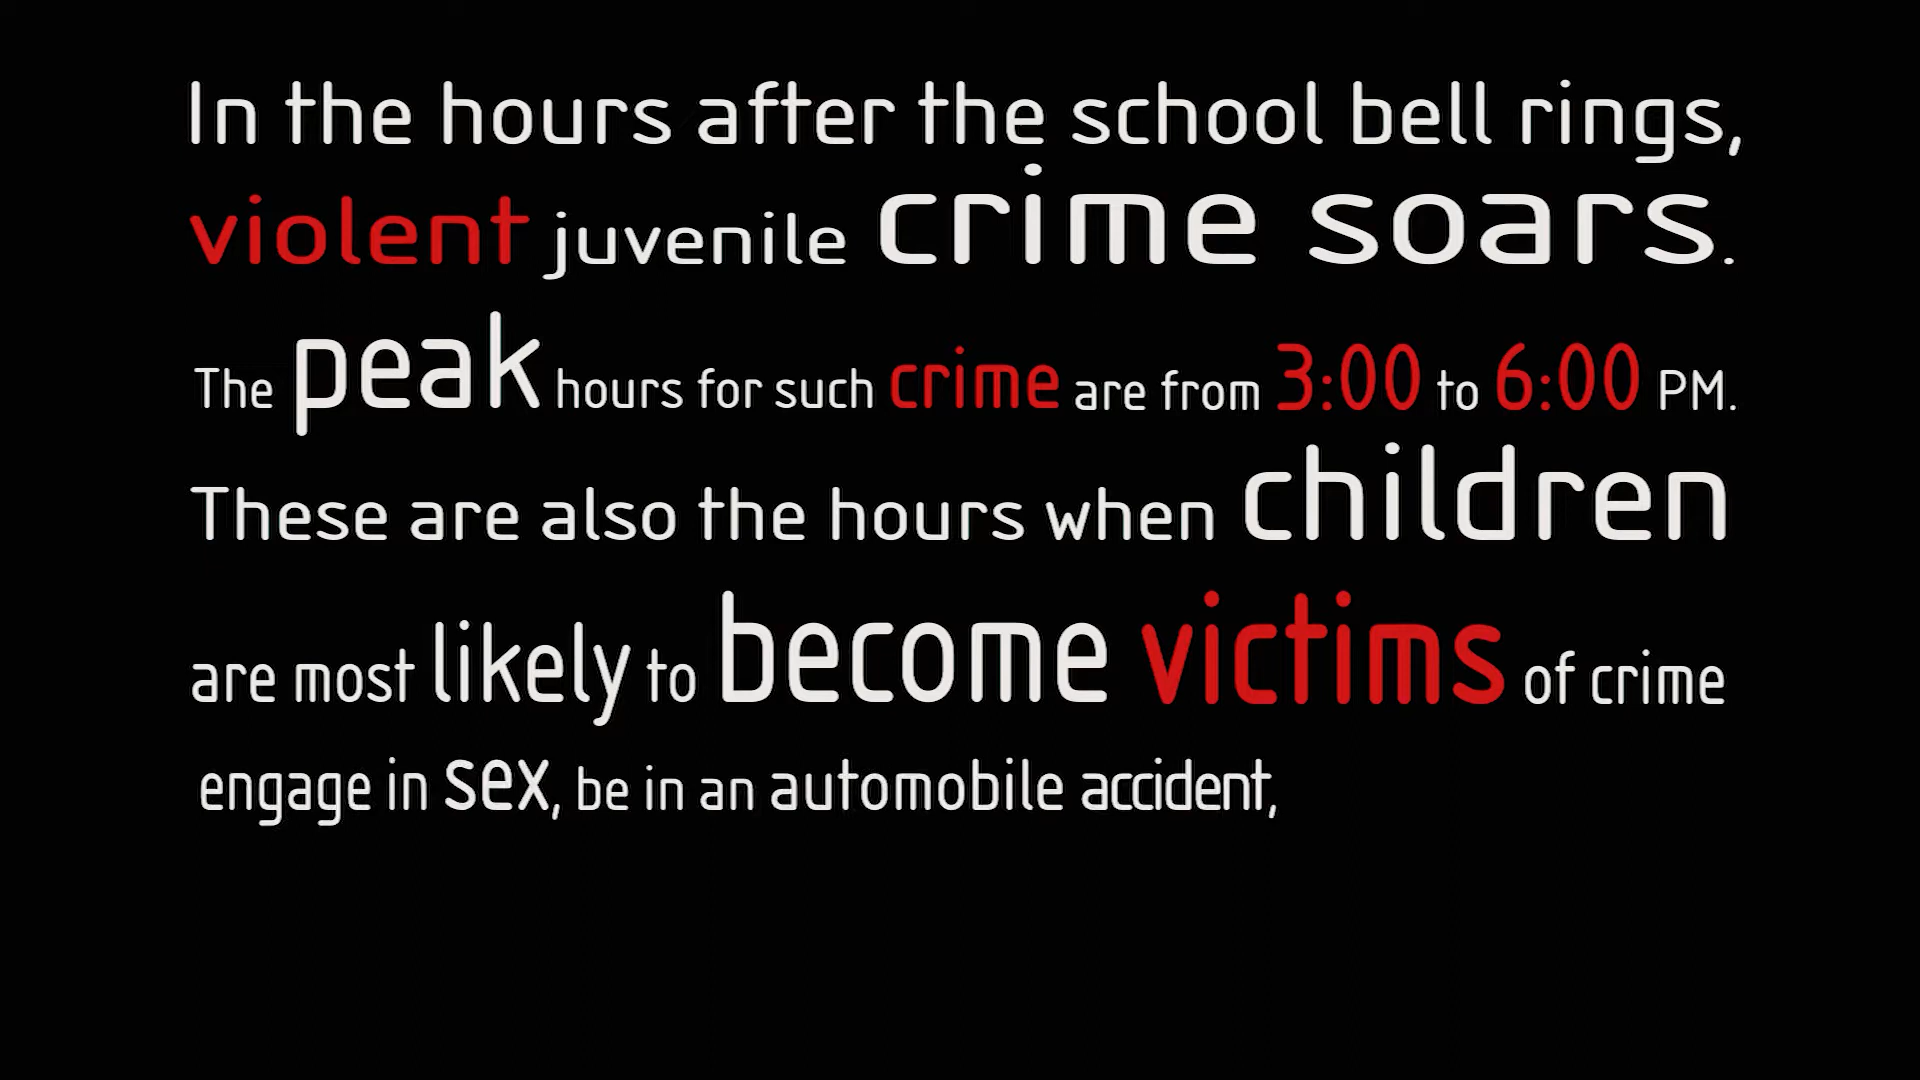 In the hours after the school bell rings,
violent juvenile crime soars.
The peak hours for such crime are from 3:00 to 6:00 PM.
These are also the hours when children
are most likely to become victims of crime
engage in sex, be in an automobile accident,